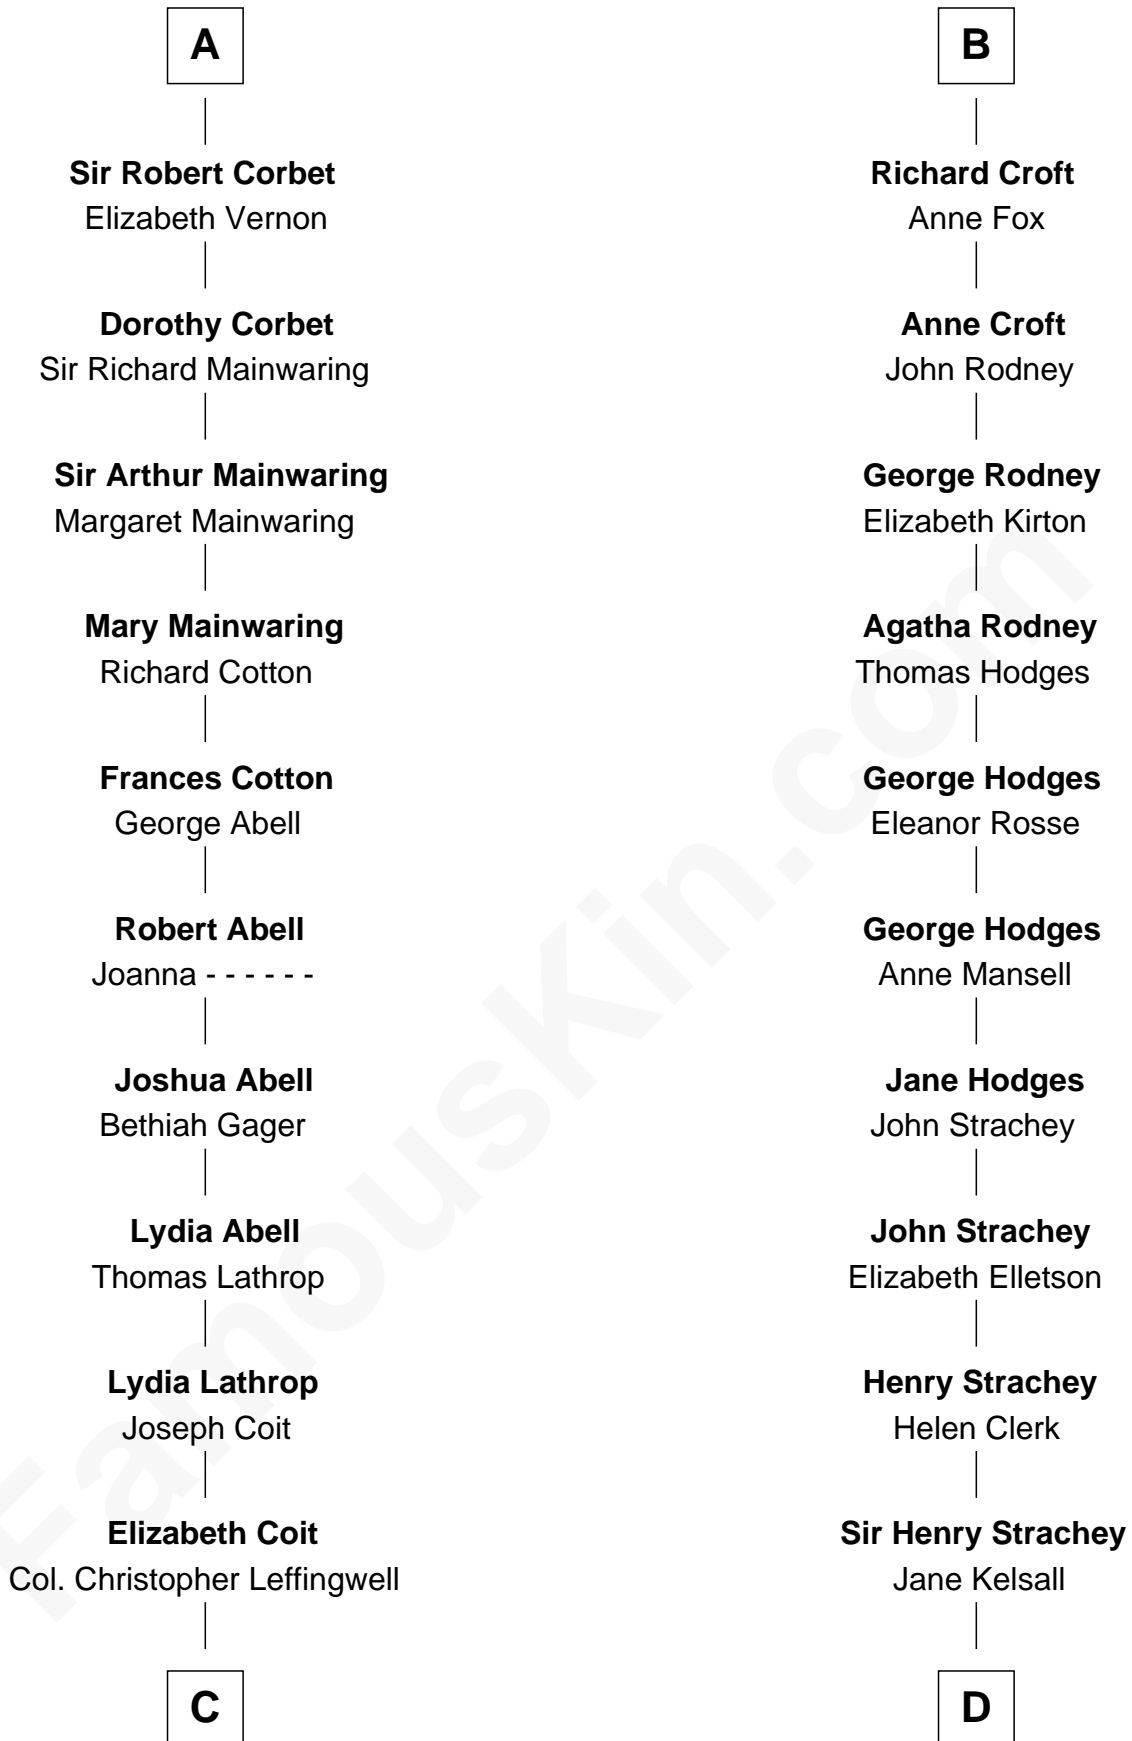 A
Sir Robert Corbet
Elizabeth Vernon
Dorothy Corbet
Sir Richard Mainwaring
Sir Arthur Mainwaring
Margaret Mainwaring
Mary Mainwaring
Richard Cotton
Frances Cotton
George Abell
Robert Abell
Joanna - - - - - -
Joshua Abell
Bethiah Gager
Lydia Abell
Thomas Lathrop
Lydia Lathrop
Joseph Coit
Elizabeth Coit
Col. Christopher Leffingwell
C
B
Richard Croft
Anne Fox
Anne Croft
John Rodney
George Rodney
Elizabeth Kirton
Agatha Rodney
Thomas Hodges
George Hodges
Eleanor Rosse
George Hodges
Anne Mansell
Jane Hodges
John Strachey
John Strachey
Elizabeth Elletson
Henry Strachey
Helen Clerk
Sir Henry Strachey
Jane Kelsall
D
FamousKin.com